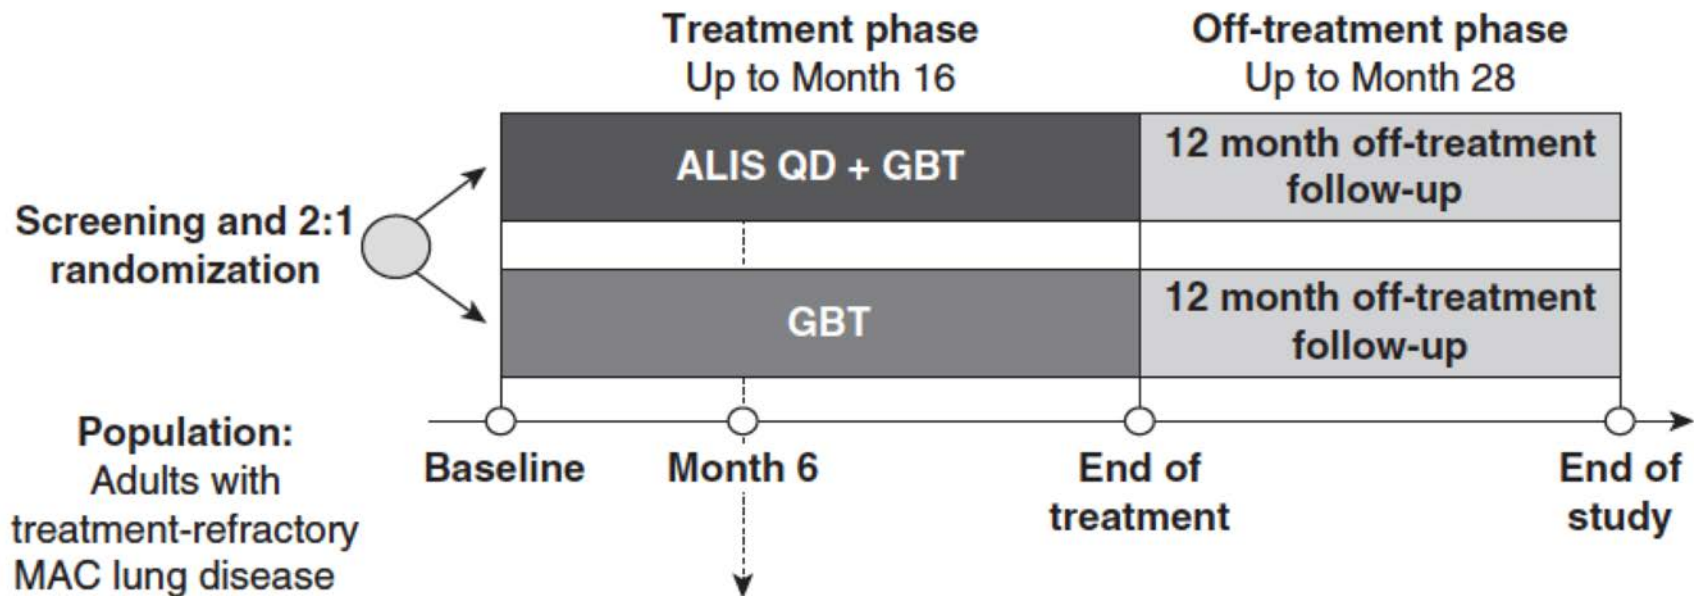 Treatment phase
Up to Month 16
Off-treatment phase
Up to Month 28
Screening and 2:1
randomization
ALIS QD + GBT
12 month off-treatment
follow-up
GBT
12 month off-treatment
follow-up
Population:
Adults with
treatment-refractory
MAC lung disease
Baseline
Month 6
End of
treatment
End of
study